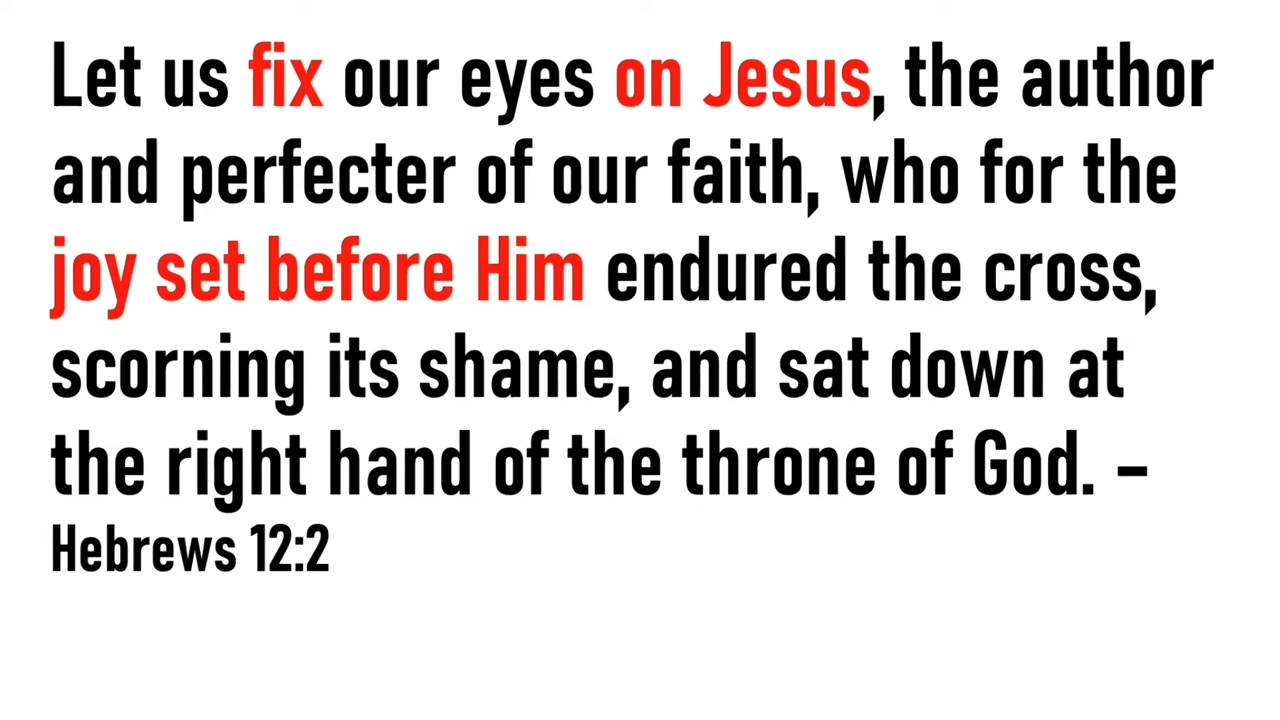 Let us fix our eyes on Jesus, the author
and perfecter of our faith, who for the
joy set before Him endured the cross,
scorning its shame, and sat down at
the right hand of the throne of God. –
Hebrews 12:2